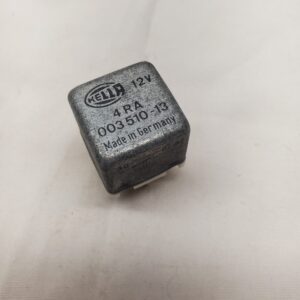 HELLA 12V
4RA
003510-13
Made in Germany